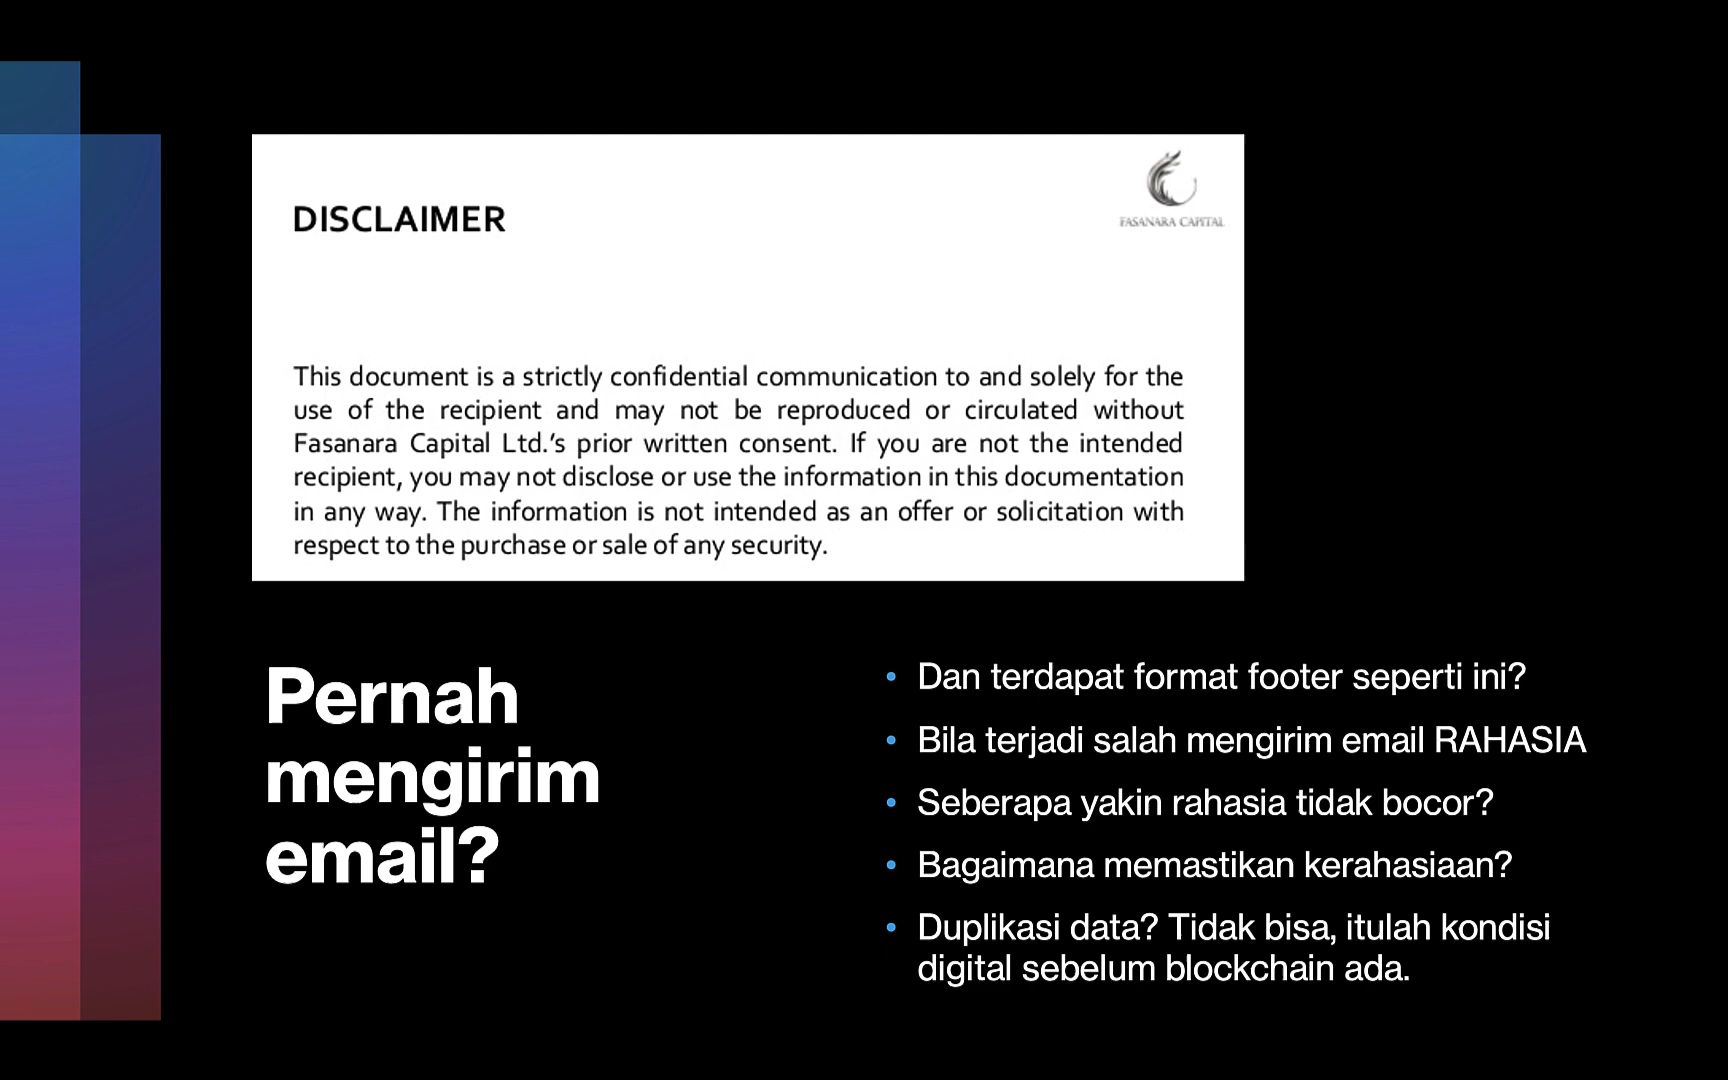 DISCLAIMER
FASANARA CAPITAL
This document is a strictly confidential communication to and solely for the
use of the recipient and may not be reproduced or circulated without
Fasanara Capital Ltd.’s prior written consent. If you are not the intended
recipient, you may not disclose or use the information in this documentation
in any way. The information is not intended as an offer or solicitation with
respect to the purchase or sale of any security.
Pernah
mengirim
email?
• Dan terdapat format footer seperti ini?
• Bila terjadi salah mengirim email RAHASIA
• Seberapa yakin rahasia tidak bocor?
• Bagaimana memastikan kerahasiaan?
• Duplikasi data? Tidak bisa, itulah kondisi
digital sebelum blockchain ada.